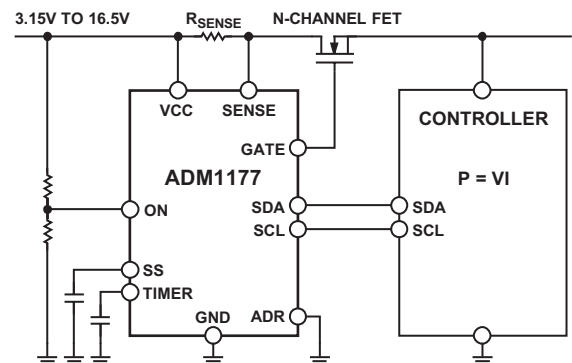 3.15V TO 16.5V
RSENSE
N-CHANNEL FET
VCC
SENSE
CONTROLLER
GATE
ADM1177
P = VI
ON
SDA
SDA
SCL
SCL
SS
TIMER
GND
ADR